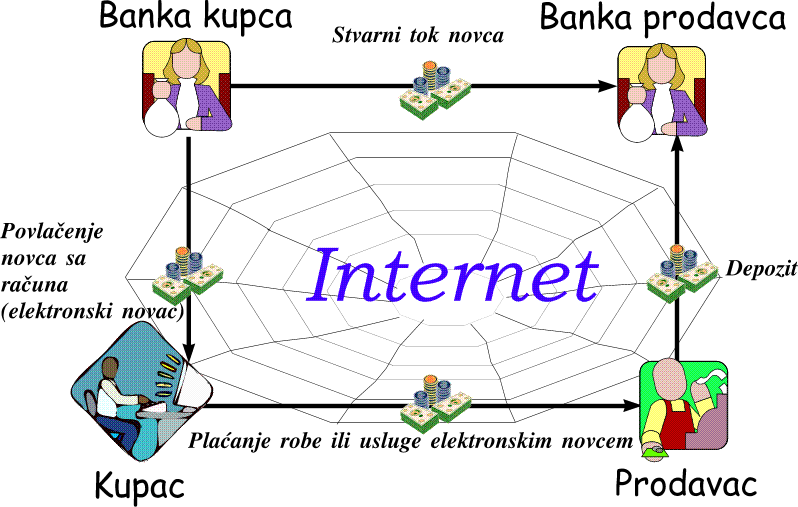 Banka kupca
Banka prodavca
Stvarni tok novca
Povlačenje
novca sa
računa
(elektronski novac)
Internet
Depozit
Plaćanje robe ili usluge elektronskim novcem
Kupac
Prodavac